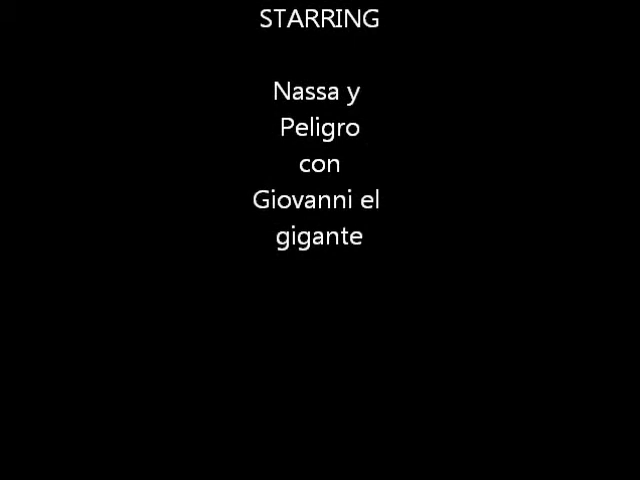 STARRING
Nassa y
Peligro
con
Giovanni el
gigante